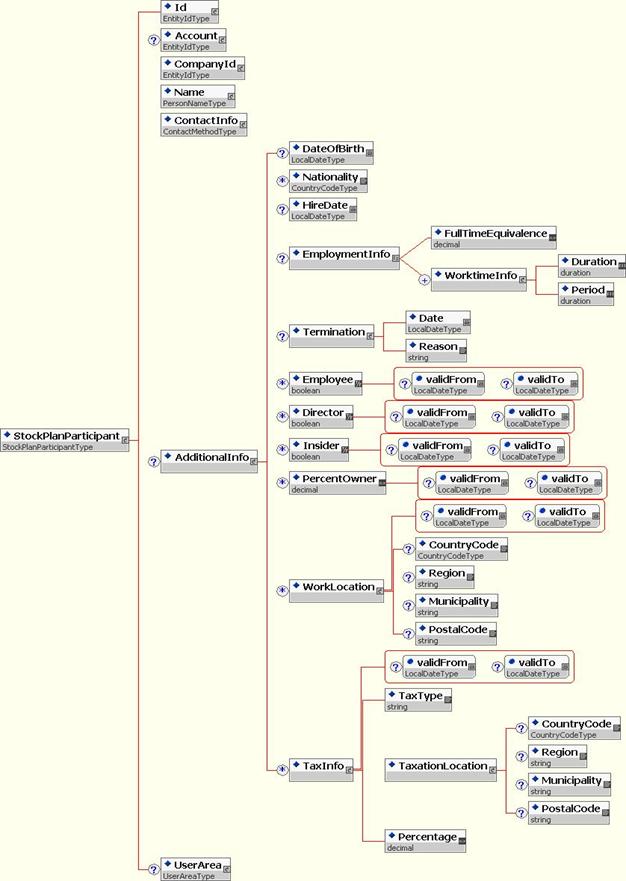 Id
EntityIdType
?
Account
EntityIdType
CompanyId
EntityIdType
Name
PersonNameType
ContactInfo
ContactMethodType
?
DateOfBirth
LocalDateType
*
Nationality
CountryCodeType
?
HireDate
LocalDateType
?
EmploymentInfo
FullTimeEquivalence
decimal
+
WorktimeInfo
Duration
duration
Period
duration
?
Termination
Date
LocalDateType
Reason
string
*
Employee
boolean
? validFrom ? validTo
LocalDateType LocalDateType
*
Director
boolean
? validFrom ? validTo
LocalDateType LocalDateType
*
Insider
boolean
? validFrom ? validTo
LocalDateType LocalDateType
*
PercentOwner
decimal
? validFrom ? validTo
LocalDateType LocalDateType
StockPlanParticipant
StockPlanParticipantType
?
AdditionalInfo
*
WorkLocation
? validFrom ? validTo
LocalDateType LocalDateType
?
CountryCode
CountryCodeType
?
Region
string
*
Municipality
string
?
PostalCode
string
*
TaxInfo
? validFrom ? validTo
LocalDateType LocalDateType
TaxType
string
TaxationLocation
?
CountryCode
CountryCodeType
?
Region
string
*
Municipality
string
?
PostalCode
string
Percentage
decimal
?
UserArea
UserAreaType